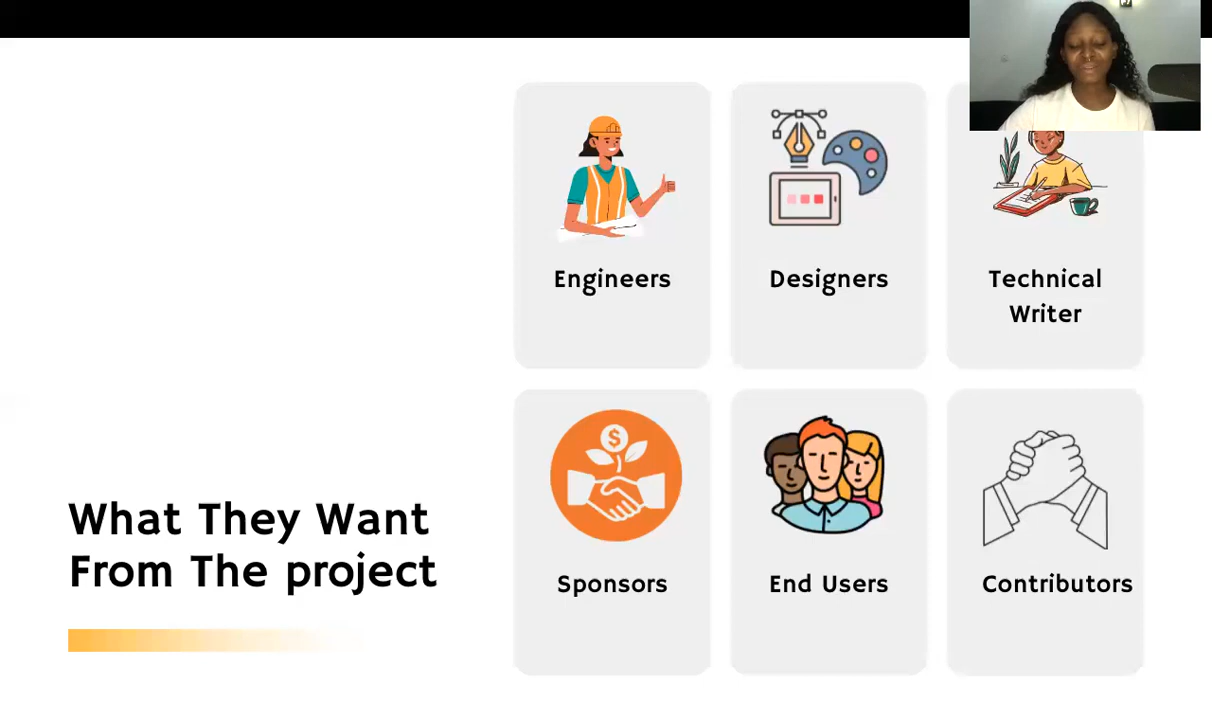 What They Want
From The project
Engineers
Designers
Technical
Writer
$
Sponsors
End Users
Contributors